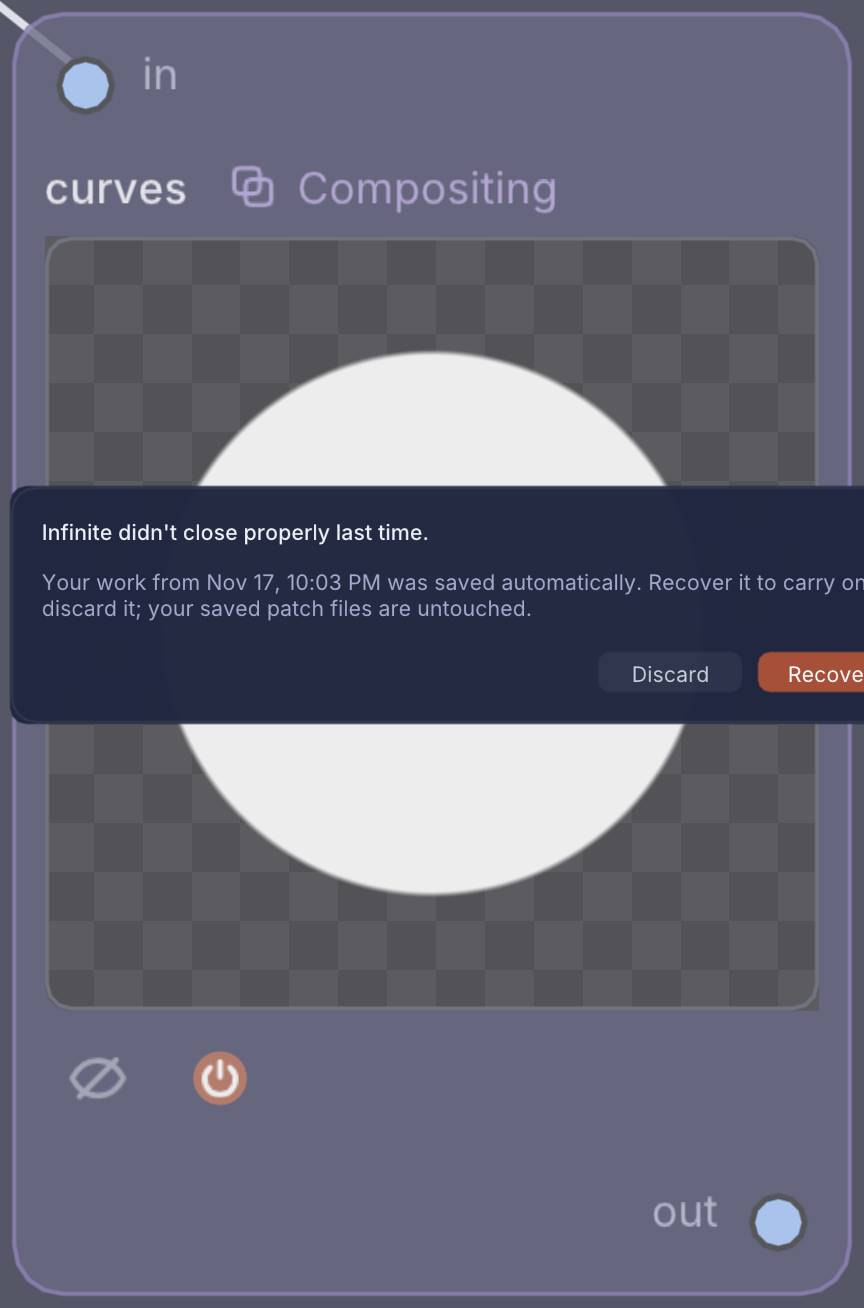 in
curves Compositing
Infinite didn't close properly last time.
Your work from Nov 17, 10:03 PM was saved automatically. Recover it to carry on
discard it; your saved patch files are untouched.
Discard Recove
out